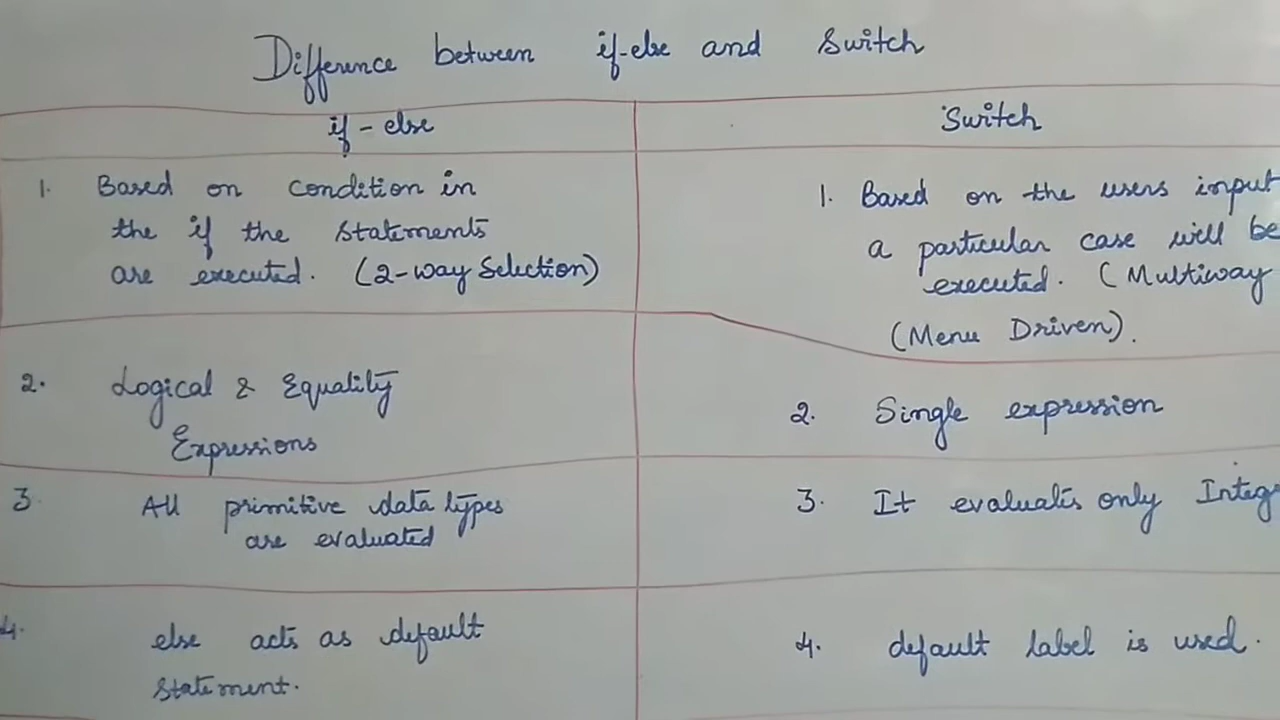 Difference between if-else and Switch
if - else
Switch
1. Based on condition in
the if the statements
are executed. (2-way Selection)
1. Based on the users input
a particular case will be
executed. (Multiway
(Menu Driven).
2. Logical & Equality
Expressions
2. Single expression
3 All primitive data types
are evaluated
3. It evaluates only Integ
4. else acts as default
statement.
4. default label is used.